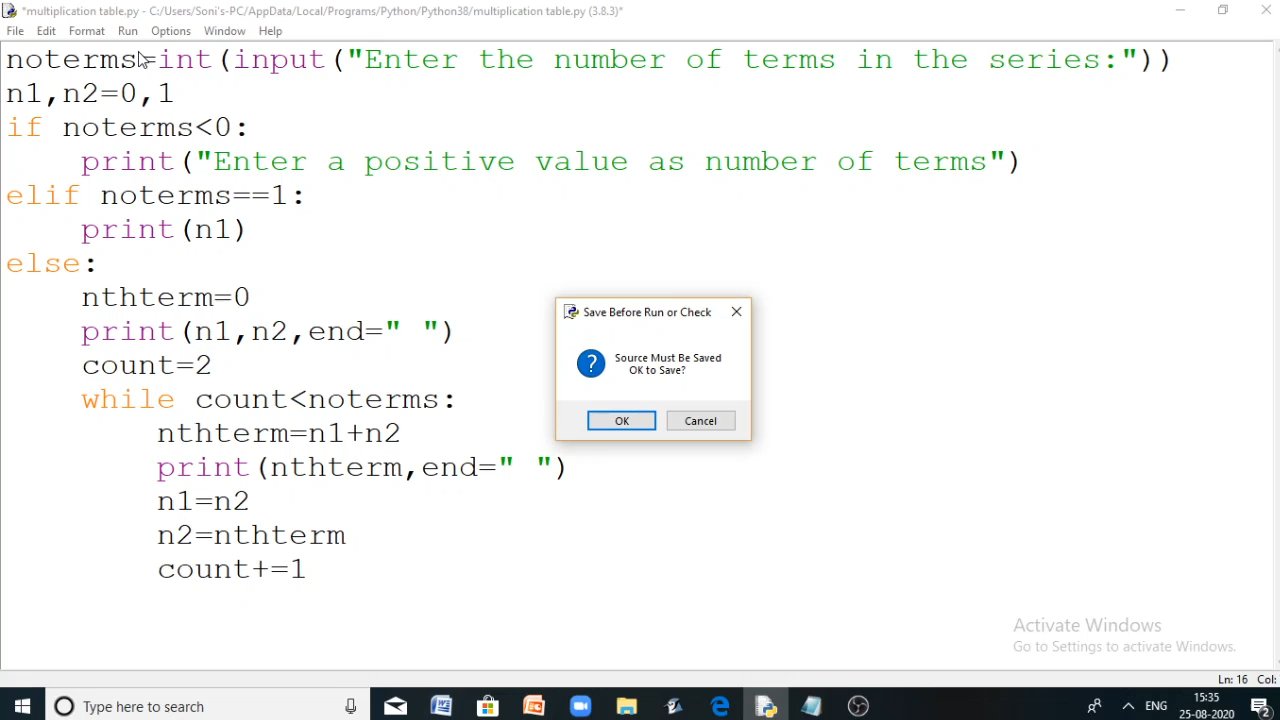 *multiplication table.py - C:/Users/Soni's-PC/AppData/Local/Programs/Python/Python38/multiplication table.py (3.8.3)*
File Edit Format Run Options Window Help
noterms=int(input("Enter the number of terms in the series:"))
n1,n2=0,1
if noterms<0:
    print("Enter a positive value as number of terms")
elif noterms==1:
    print(n1)
else:
    nthterm=0
    print(n1,n2,end=" ")
    count=2
    while count<noterms:
        nthterm=n1+n2
        print(nthterm,end=" ")
        n1=n2
        n2=nthterm
        count+=1
Save Before Run or Check
Source Must Be Saved
OK to Save?
OK Cancel
Activate Windows
Go to Settings to activate Windows.
Ln: 16 Col:
Type here to search
ENG
15:35
25-08-2020
2